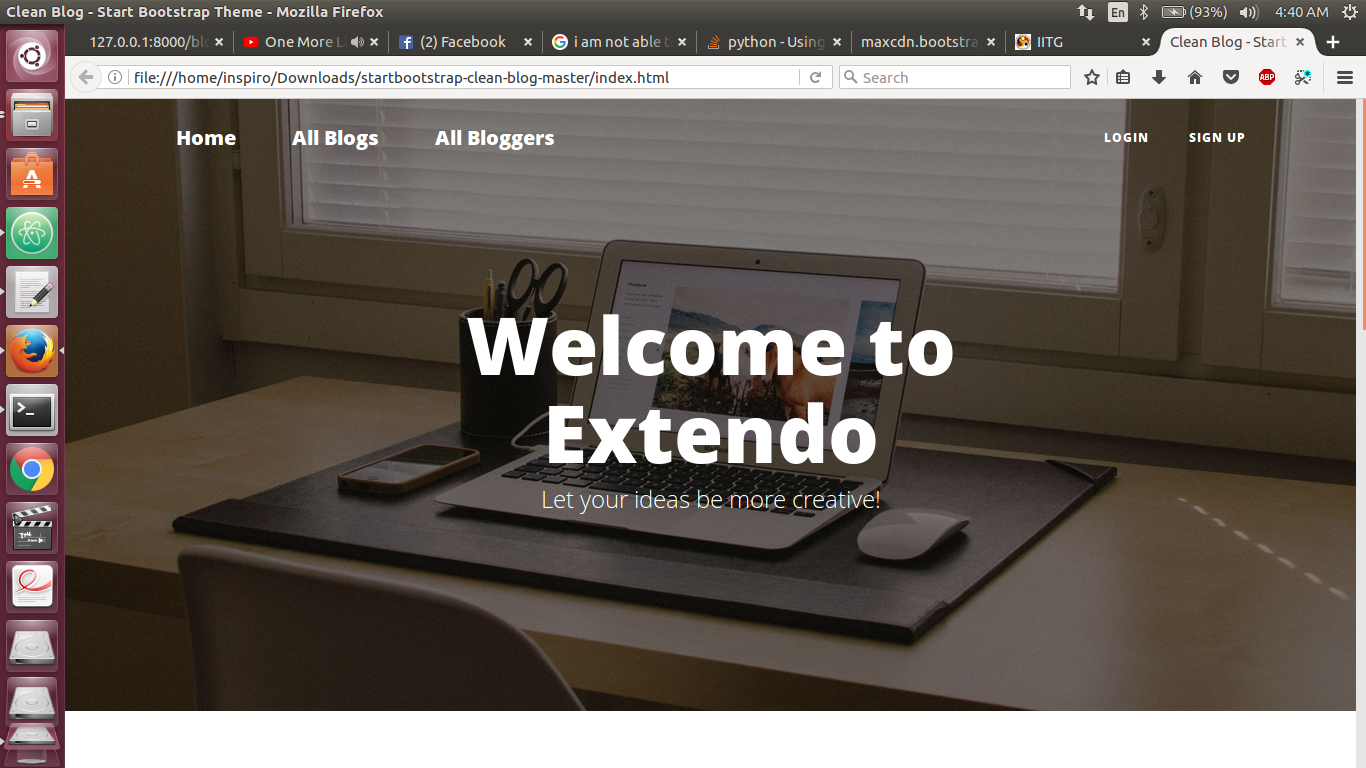 Clean Blog - Start Bootstrap Theme - Mozilla Firefox
En
(93%)
4:40 AM
127.0.0.1:8000/blo
One More Li
(2) Facebook
i am not able t
python - Using
maxcdn.bootstra
IITG
Clean Blog - Start
file:///home/inspiro/Downloads/startbootstrap-clean-blog-master/index.html
Search
ABP
Home
All Blogs
All Bloggers
LOGIN
SIGN UP
Welcome to
Extendo
Let your ideas be more creative!